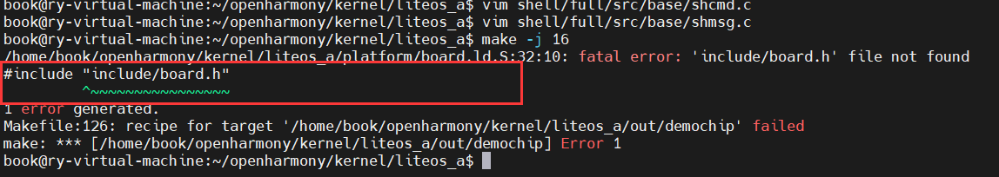 book@ry-virtual-machine:~/openharmony/kernel/liteos_a$ vim shell/full/src/base/shcmd.c
book@ry-virtual-machine:~/openharmony/kernel/liteos_a$ vim shell/full/src/base/shmsg.c
book@ry-virtual-machine:~/openharmony/kernel/liteos_a$ make -j 16
/home/book/openharmony/kernel/liteos_a/platform/board.ld.S:32:10: fatal error: 'include/board.h' file not found
#include "include/board.h"
         ^~~~~~~~~~~~~~~~~
1 error generated.
Makefile:126: recipe for target '/home/book/openharmony/kernel/liteos_a/out/demochip' failed
make: *** [/home/book/openharmony/kernel/liteos_a/out/demochip] Error 1
book@ry-virtual-machine:~/openharmony/kernel/liteos_a$